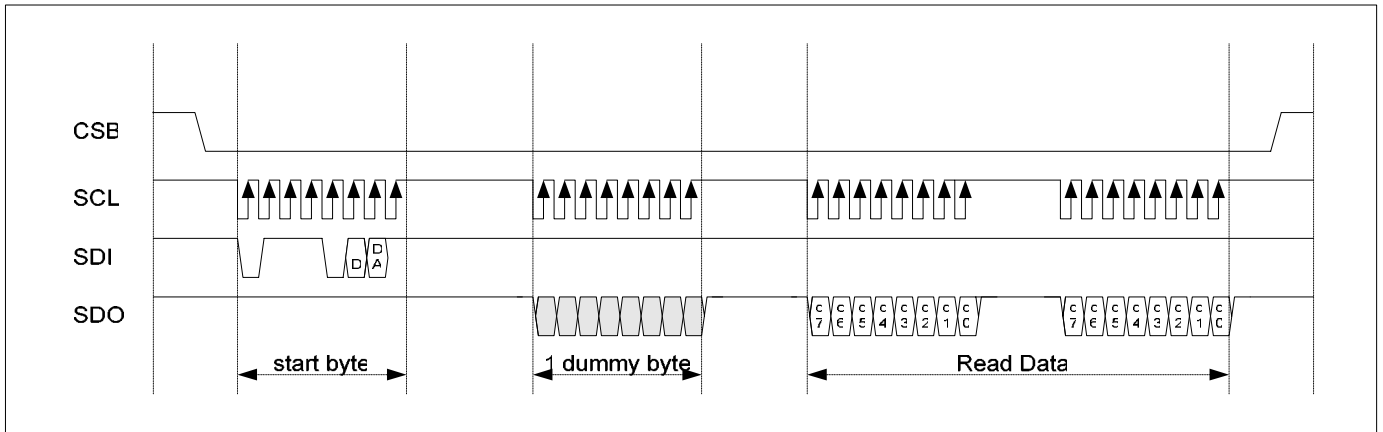 CSB
SCL
SDI
D
D
A
SDO
c c c c c c c c
7 6 5 4 3 2 1 0
c c c c c c c c
7 6 5 4 3 2 1 0
start byte
1 dummy byte
Read Data